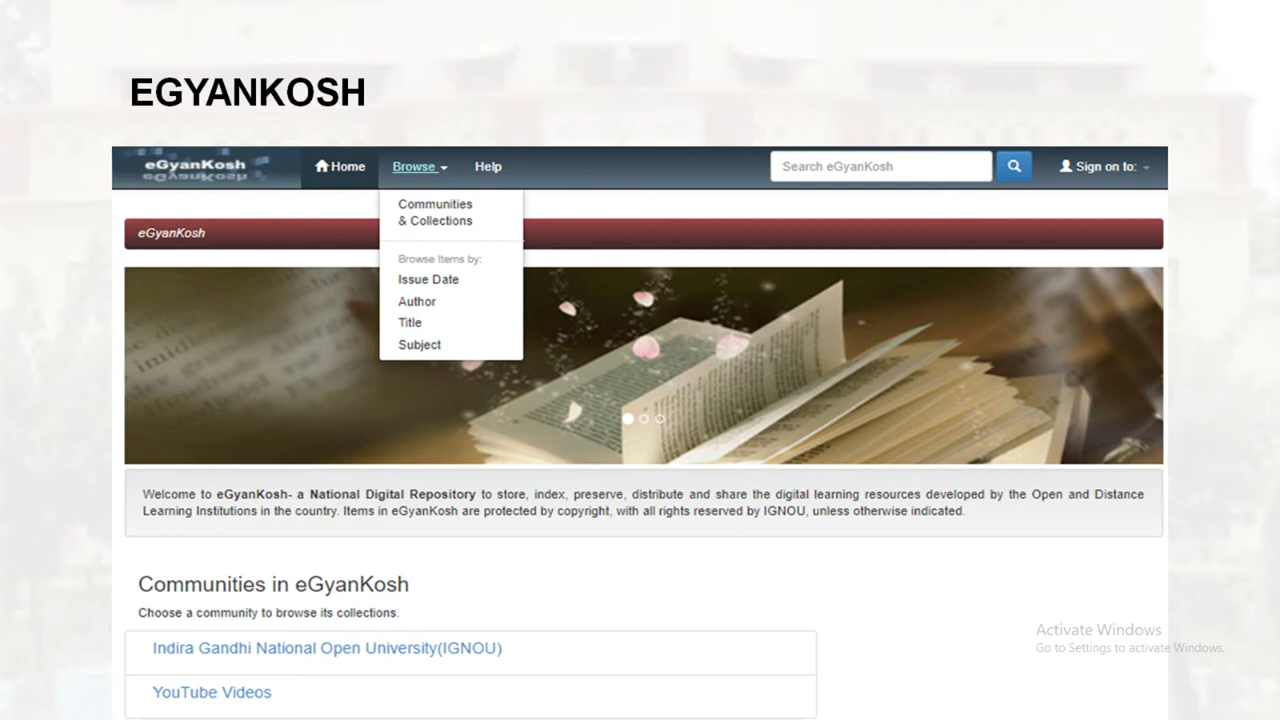 EGYANKOSH
eGyanKosh
Home
Browse
Help
Search eGyanKosh
Sign on to:
Communities
& Collections
eGyanKosh
Browse Items by:
Issue Date
Author
Title
Subject
Welcome to eGyanKosh- a National Digital Repository to store, index, preserve, distribute and share the digital learning resources developed by the Open and Distance
Learning Institutions in the country. Items in eGyanKosh are protected by copyright, with all rights reserved by IGNOU, unless otherwise indicated.
Communities in eGyanKosh
Choose a community to browse its collections.
Indira Gandhi National Open University(IGNOU)
YouTube Videos
Activate Windows
Go to Settings to activate Windows.